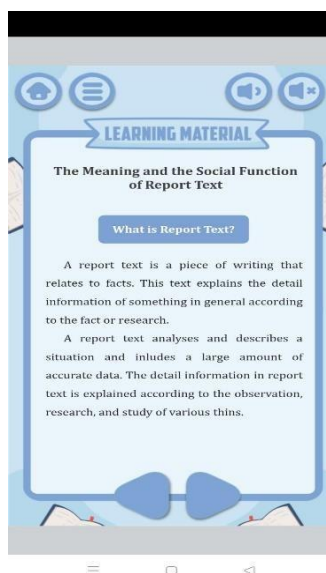 LEARNING MATERIAL
The Meaning and the Social Function
of Report Text
What is Report Text?
A report text is a piece of writing that
relates to facts. This text explains the detail
information of something in general according
to the fact or research.
A report text analyses and describes a
situation and inludes a large amount of
accurate data. The detail information in report
text is explained according to the observation,
research, and study of various thins.